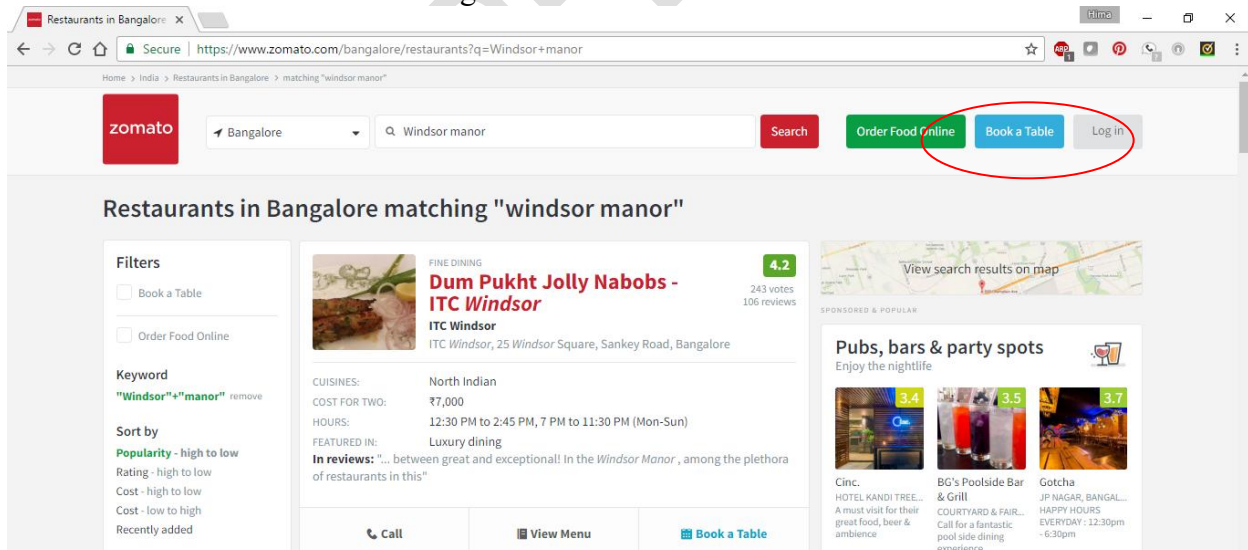 Restaurants in Bangalore
Hima
Secure | https://www.zomato.com/bangalore/restaurants?q=Windsor+manor
ABP
1
Home > India > Restaurants in Bangalore > matching "windsor manor"
zomato
Bangalore
Windsor manor
Search
Order Food Online
Book a Table
Log in
Restaurants in Bangalore matching "windsor manor"
Filters
Book a Table
Order Food Online
Keyword
"Windsor"+"manor" remove
Sort by
Popularity - high to low
Rating - high to low
Cost - high to low
Cost - low to high
Recently added
FINE DINING
Dum Pukht Jolly Nabobs -
ITC Windsor
ITC Windsor
ITC Windsor, 25 Windsor Square, Sankey Road, Bangalore
4.2
243 votes
106 reviews
CUISINES: North Indian
COST FOR TWO: ₹7,000
HOURS: 12:30 PM to 2:45 PM, 7 PM to 11:30 PM (Mon-Sun)
FEATURED IN: Luxury dining
In reviews: "... between great and exceptional! In the Windsor Manor , among the plethora
of restaurants in this"
Call
View Menu
Book a Table
View search results on map
SPONSORED & POPULAR
Pubs, bars & party spots
Enjoy the nightlife
3.4
Cinc.
HOTEL KANDI TREE...
A must visit for their
great food, beer &
ambience
3.5
BG's Poolside Bar
& Grill
COURTYARD & FAIR...
Call for a fantastic
pool side dining
experience
3.7
Gotcha
JP NAGAR, BANGAL...
HAPPY HOURS
EVERYDAY : 12:30pm
- 6:30pm